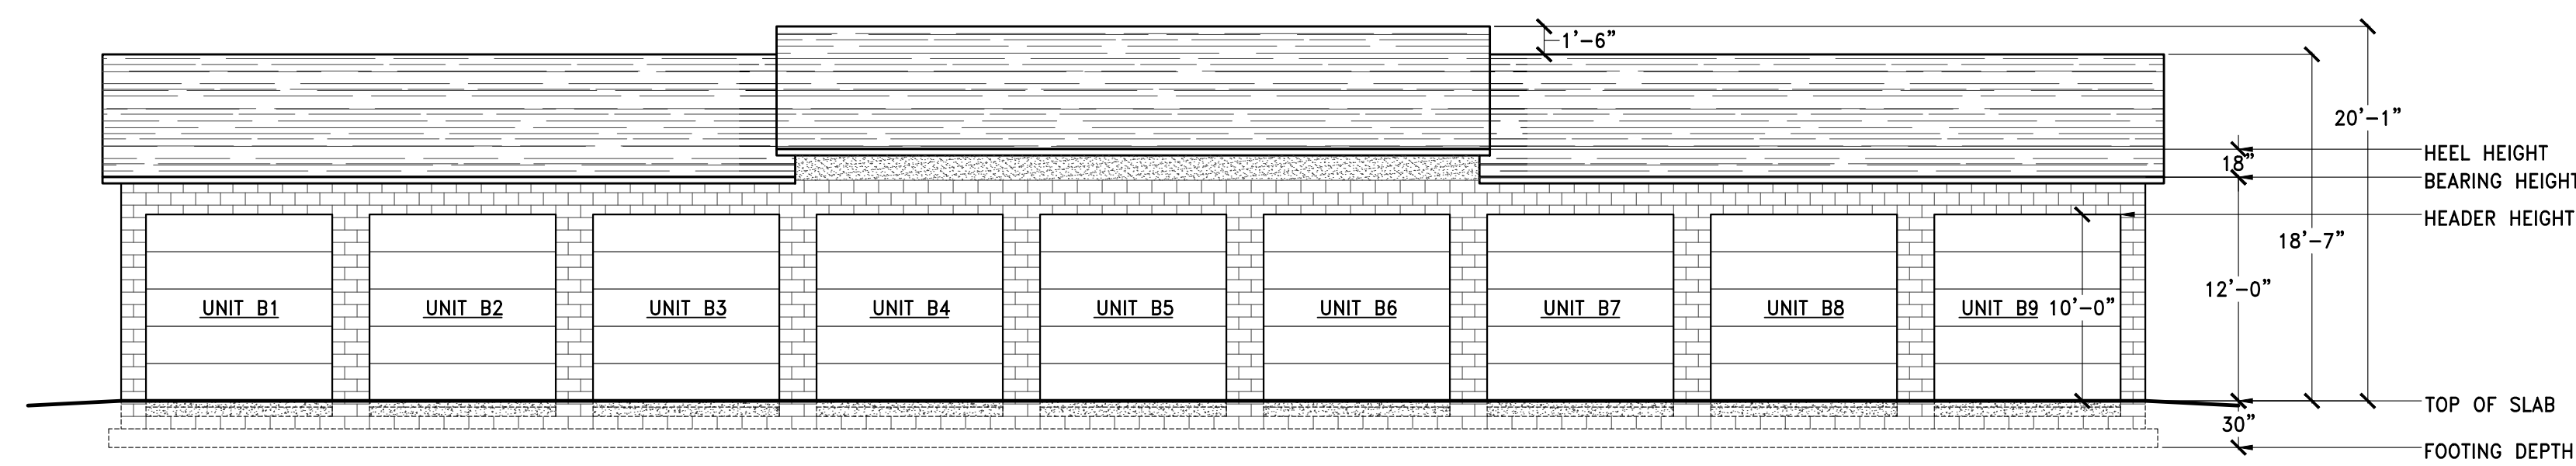 1'-6"
20'-1"
HEEL HEIGHT
18"
BEARING HEIGHT
HEADER HEIGHT
18'-7"
12'-0"
UNIT B1
UNIT B2
UNIT B3
UNIT B4
UNIT B5
UNIT B6
UNIT B7
UNIT B8
UNIT B9
10'-0"
TOP OF SLAB
30"
FOOTING DEPTH